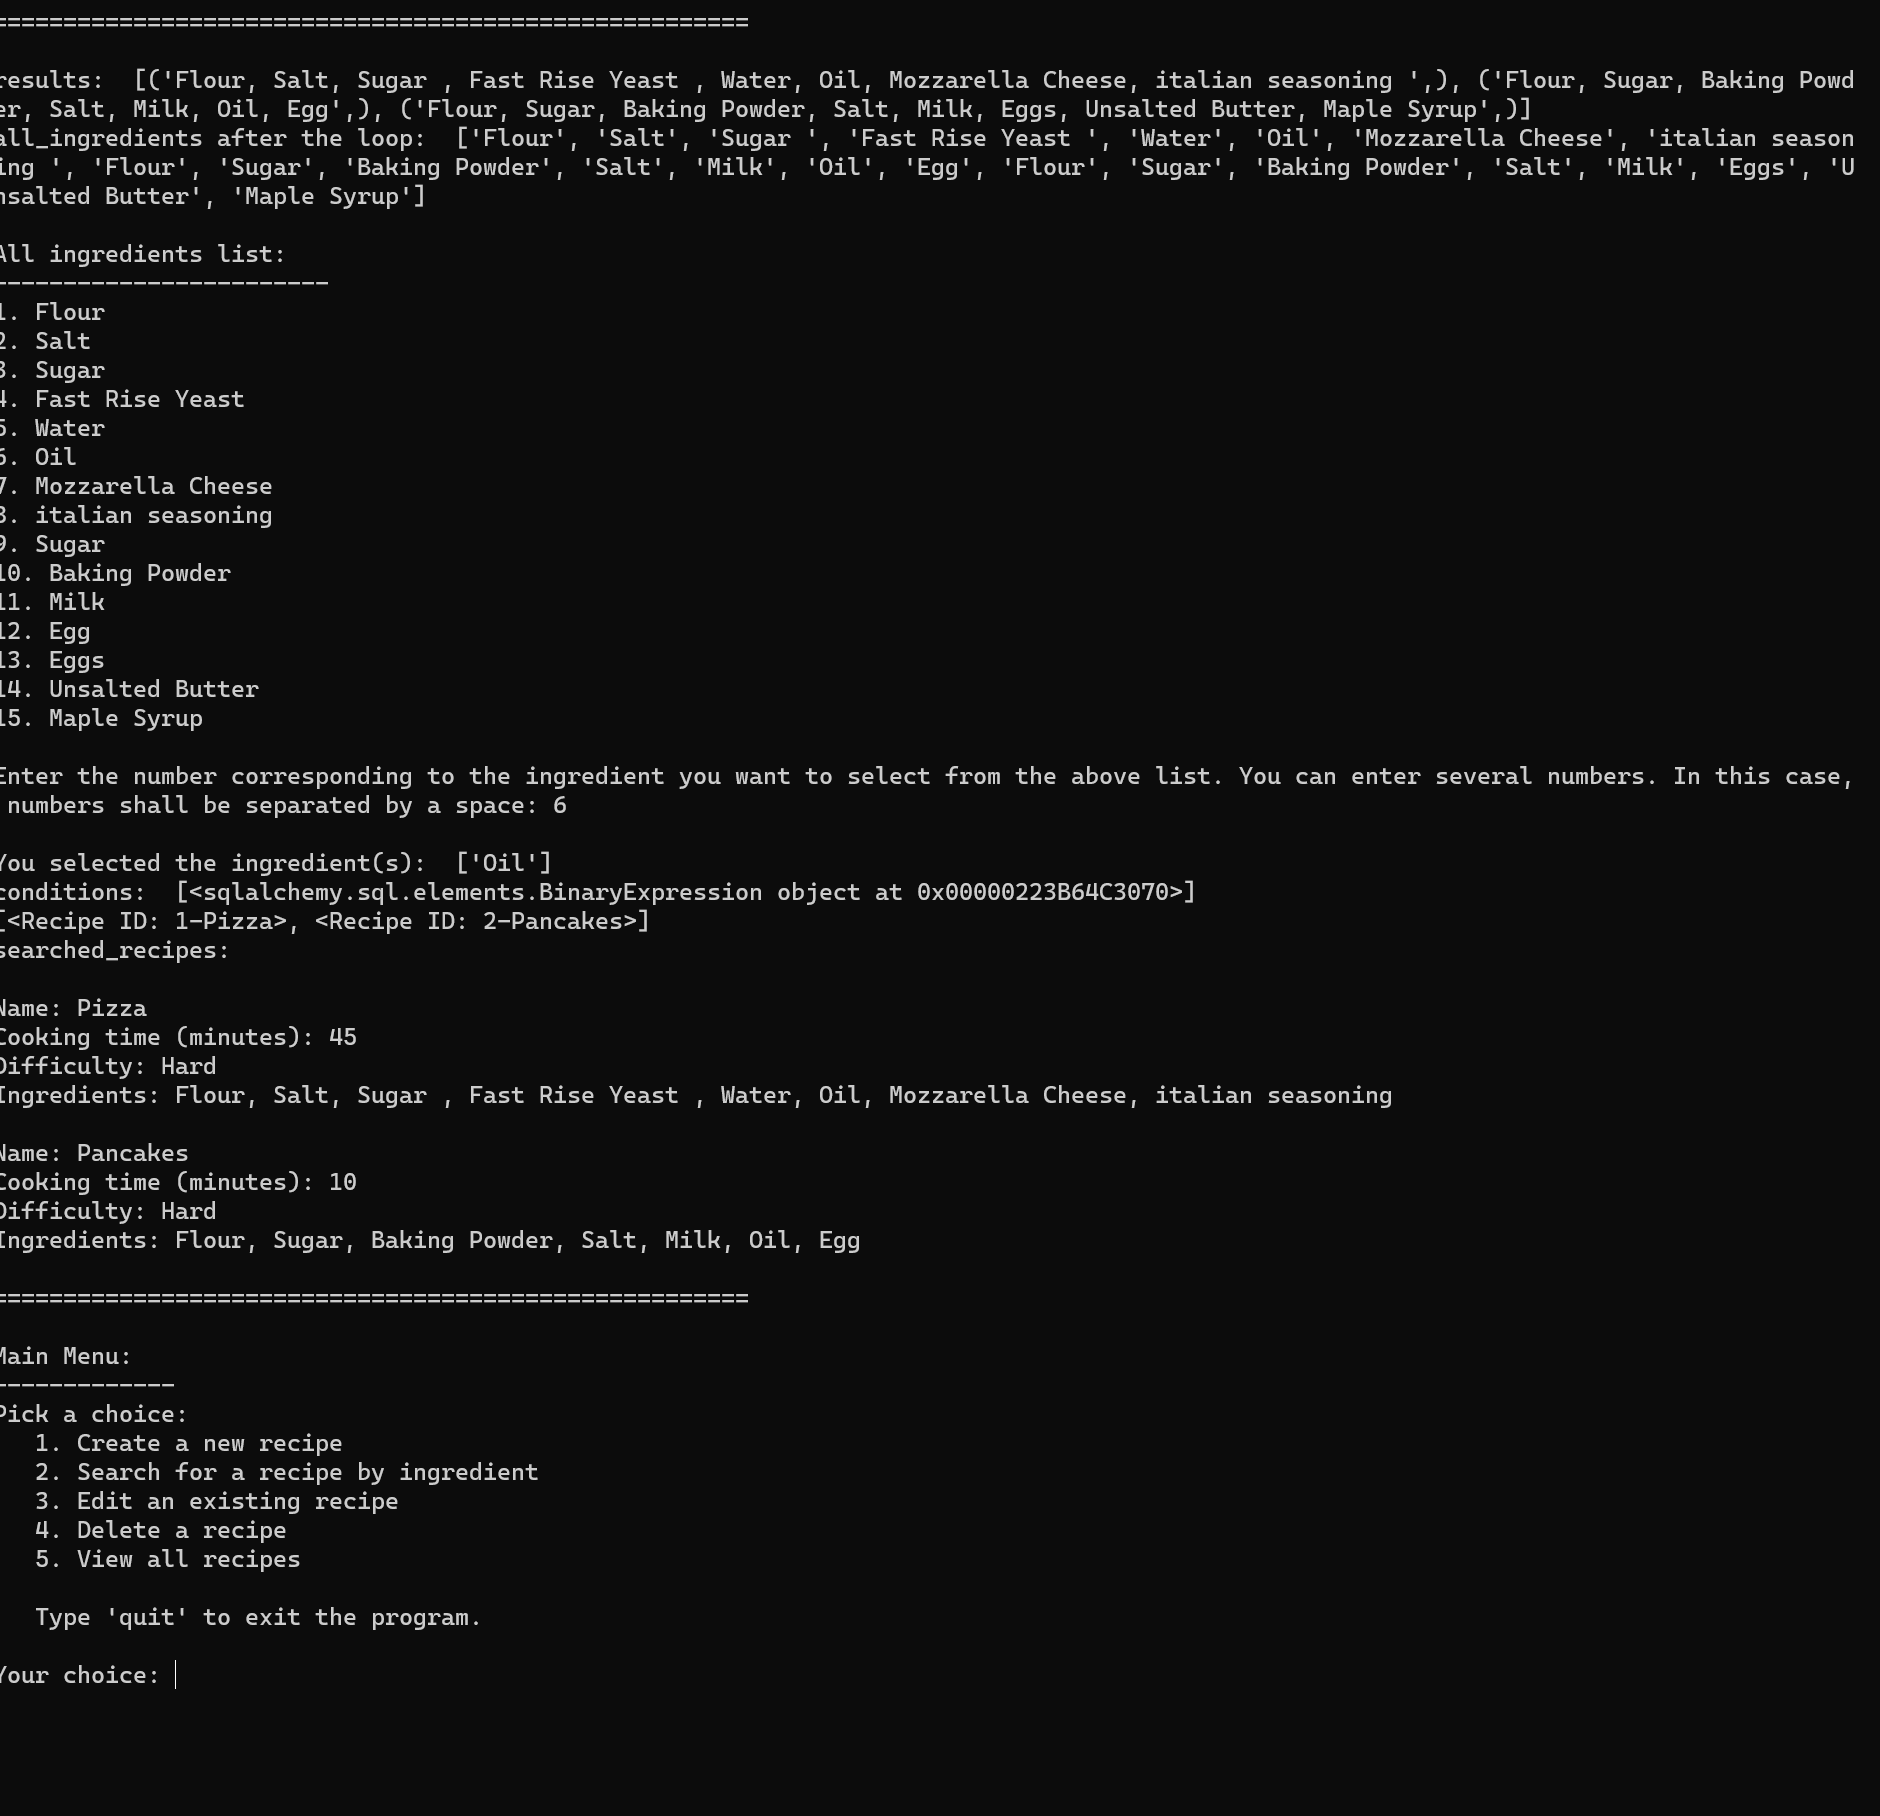 ======================================================
results:  [('Flour, Salt, Sugar , Fast Rise Yeast , Water, Oil, Mozzarella Cheese, italian seasoning ',), ('Flour, Sugar, Baking Powd
er, Salt, Milk, Oil, Egg',), ('Flour, Sugar, Baking Powder, Salt, Milk, Eggs, Unsalted Butter, Maple Syrup',)]
all_ingredients after the loop:  ['Flour', 'Salt', 'Sugar ', 'Fast Rise Yeast ', 'Water', 'Oil', 'Mozzarella Cheese', 'italian season
ing ', 'Flour', 'Sugar', 'Baking Powder', 'Salt', 'Milk', 'Oil', 'Egg', 'Flour', 'Sugar', 'Baking Powder', 'Salt', 'Milk', 'Eggs', 'U
nsalted Butter', 'Maple Syrup']
All ingredients list:
------------------------
1. Flour
2. Salt
3. Sugar
4. Fast Rise Yeast
5. Water
6. Oil
7. Mozzarella Cheese
8. italian seasoning
9. Sugar
10. Baking Powder
11. Milk
12. Egg
13. Eggs
14. Unsalted Butter
15. Maple Syrup
Enter the number corresponding to the ingredient you want to select from the above list. You can enter several numbers. In this case,
 numbers shall be separated by a space: 6
You selected the ingredient(s):  ['Oil']
conditions:  [<sqlalchemy.sql.elements.BinaryExpression object at 0x00000223B64C3070>]
[<Recipe ID: 1-Pizza>, <Recipe ID: 2-Pancakes>]
searched_recipes:
Name: Pizza
Cooking time (minutes): 45
Difficulty: Hard
Ingredients: Flour, Salt, Sugar , Fast Rise Yeast , Water, Oil, Mozzarella Cheese, italian seasoning
Name: Pancakes
Cooking time (minutes): 10
Difficulty: Hard
Ingredients: Flour, Sugar, Baking Powder, Salt, Milk, Oil, Egg
======================================================
Main Menu:
-------------
Pick a choice:
   1. Create a new recipe
   2. Search for a recipe by ingredient
   3. Edit an existing recipe
   4. Delete a recipe
   5. View all recipes
   Type 'quit' to exit the program.
Your choice: